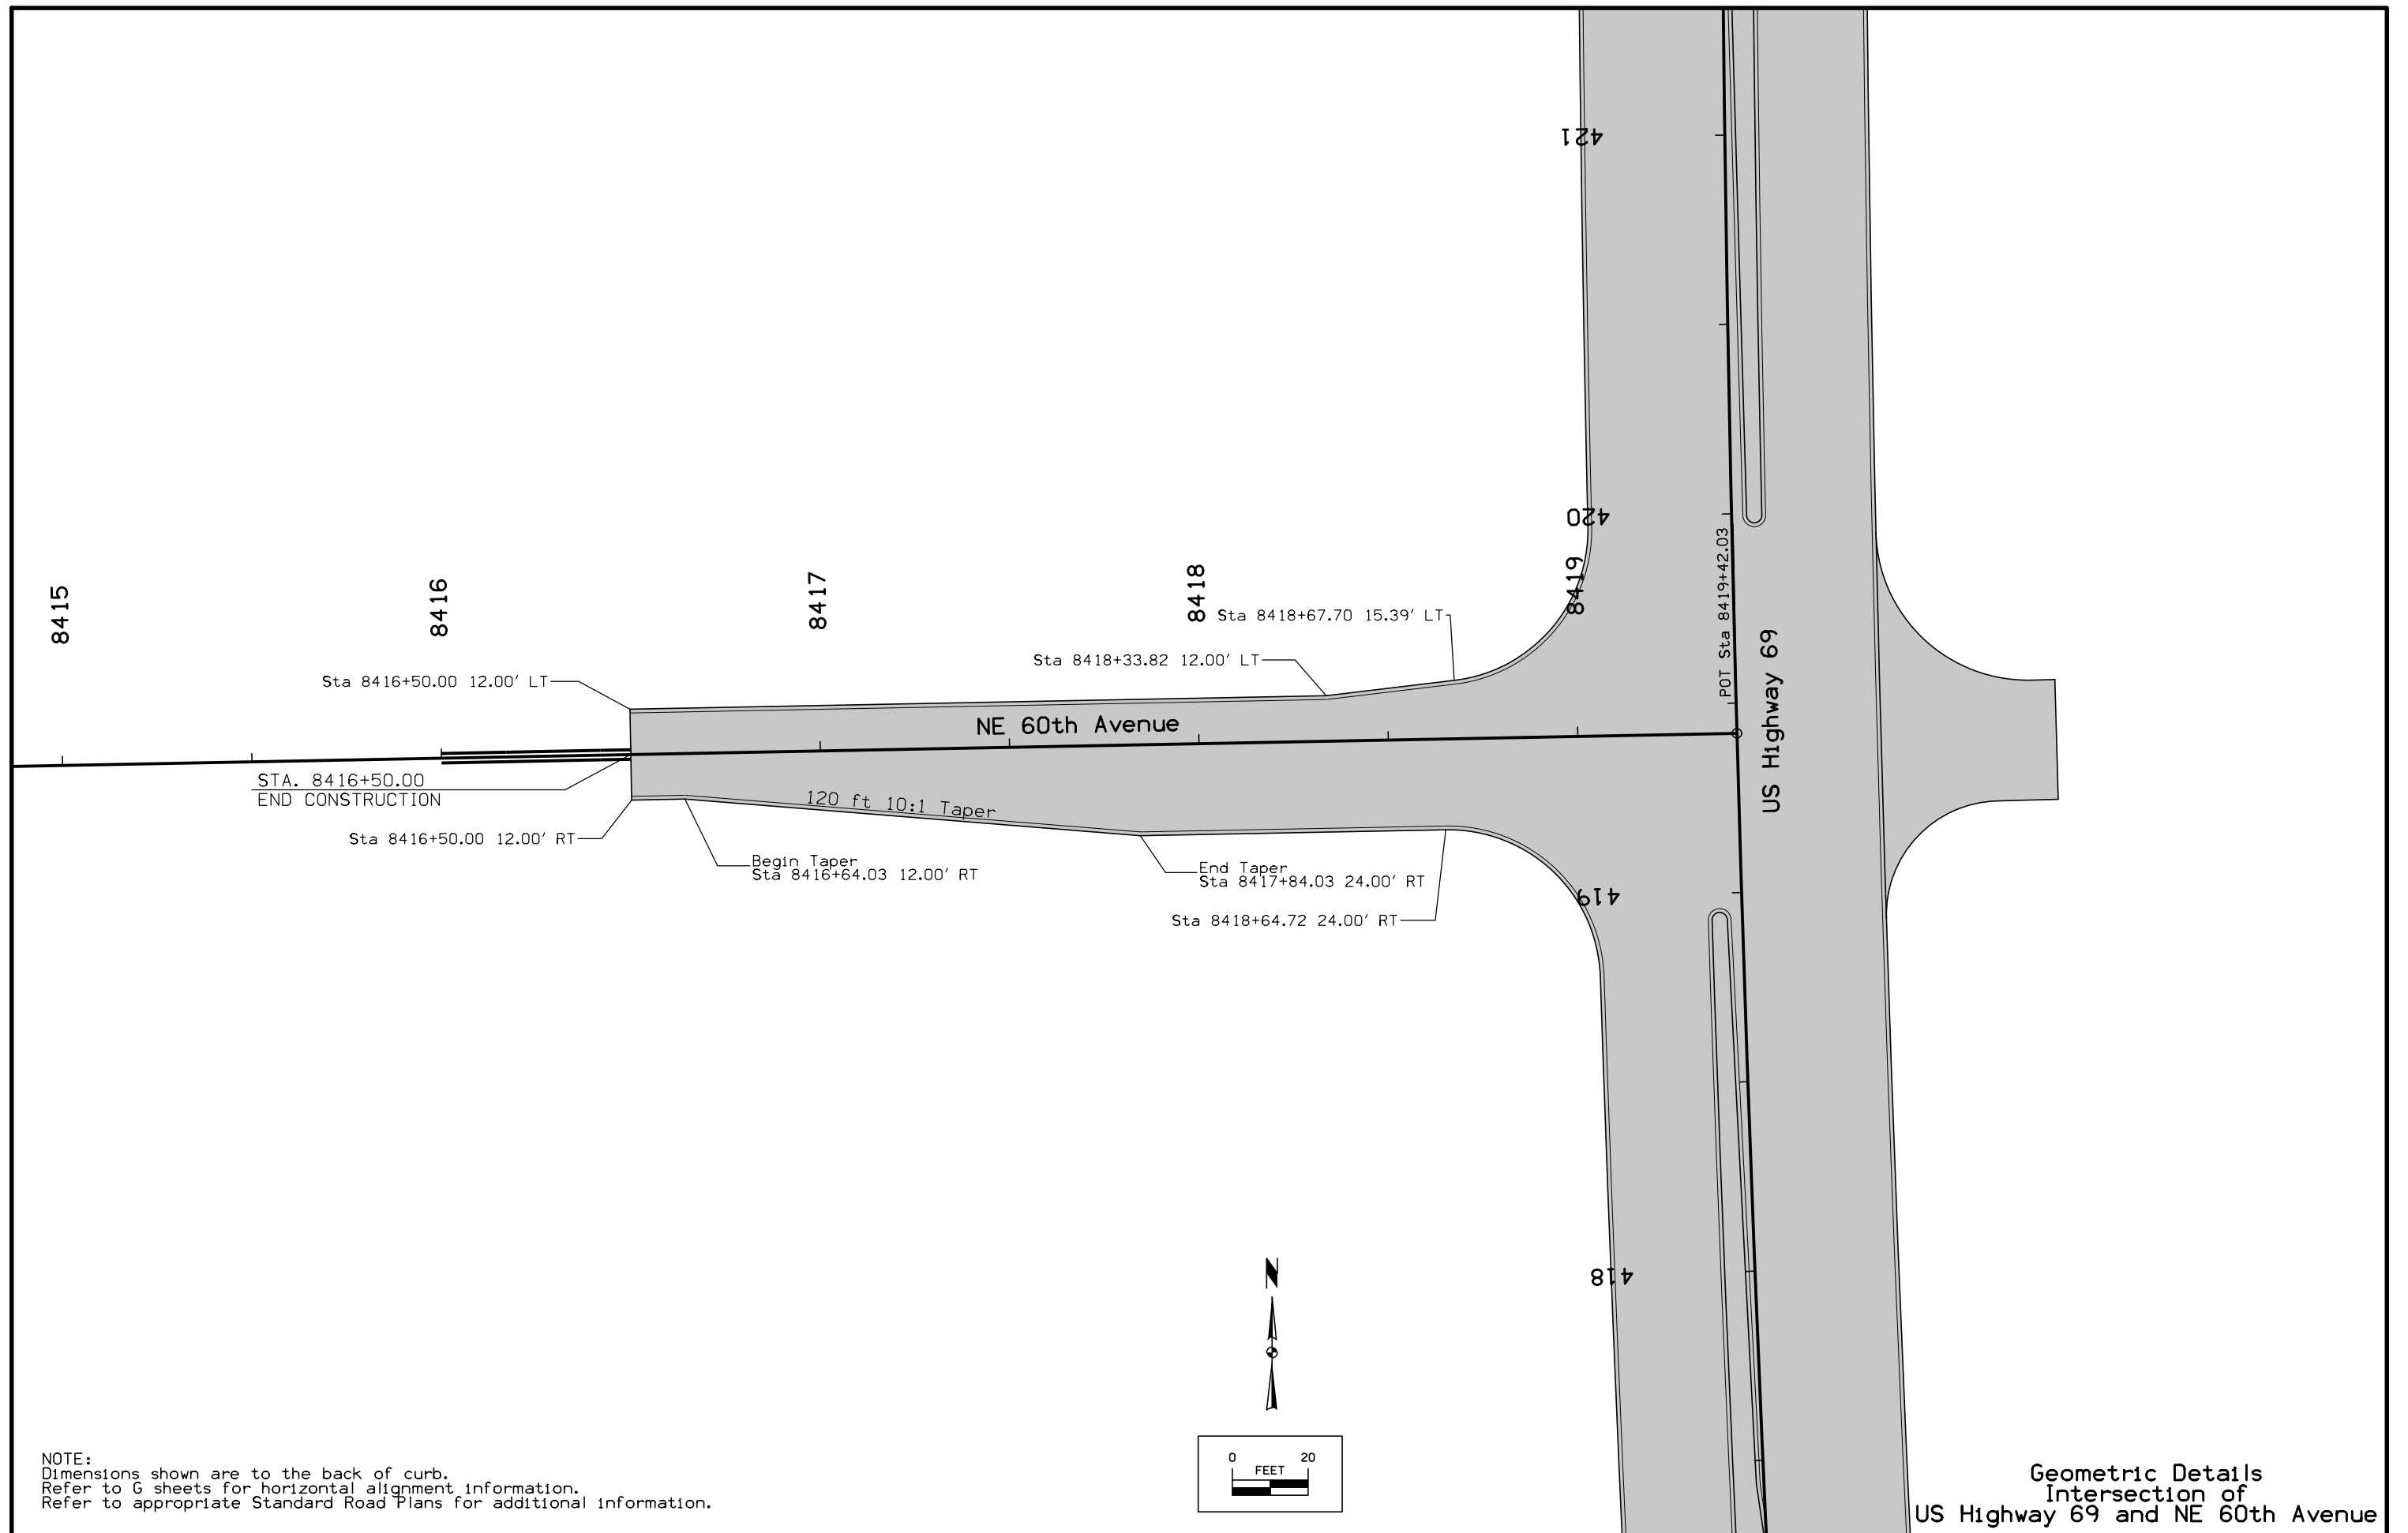 421
420
8415
8416
8417
8418
8419
POT Sta 8419+42.03
US Highway 69
Sta 8418+67.70 15.39' LT
Sta 8418+33.82 12.00' LT
Sta 8416+50.00 12.00' LT
NE 60th Avenue
STA. 8416+50.00
END CONSTRUCTION
120 ft 10:1 Taper
Sta 8416+50.00 12.00' RT
Begin Taper
Sta 8416+64.03 12.00' RT
End Taper
Sta 8417+84.03 24.00' RT
419
Sta 8418+64.72 24.00' RT
N
418
0 20
FEET
NOTE:
Dimensions shown are to the back of curb.
Refer to G sheets for horizontal alignment information.
Refer to appropriate Standard Road Plans for additional information.
Geometric Details
Intersection of
US Highway 69 and NE 60th Avenue